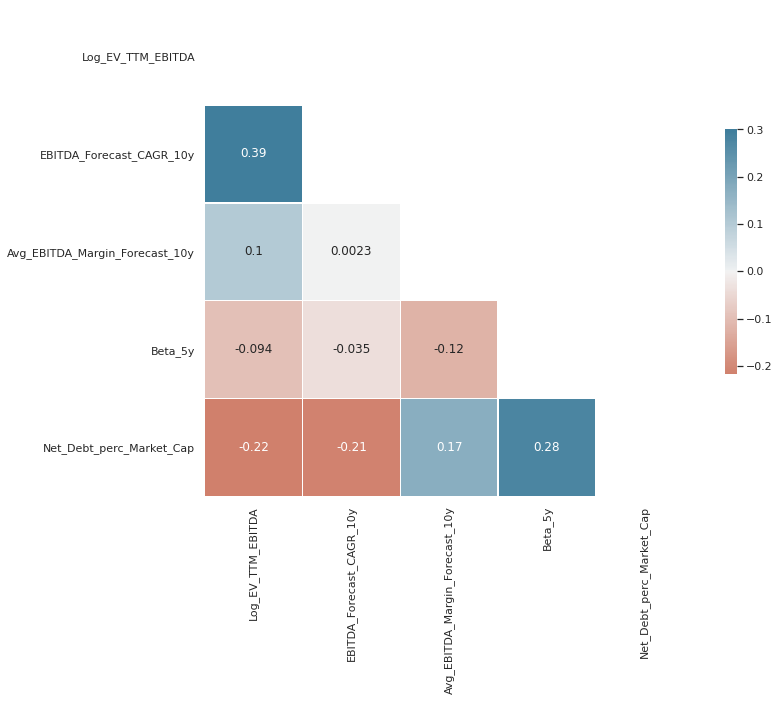 Log_EV_TTM_EBITDA
EBITDA_Forecast_CAGR_10y
0.39
Avg_EBITDA_Margin_Forecast_10y
0.1
0.0023
Beta_5y
-0.094
-0.035
-0.12
Net_Debt_perc_Market_Cap
-0.22
-0.21
0.17
0.28
Log_EV_TTM_EBITDA
EBITDA_Forecast_CAGR_10y
Avg_EBITDA_Margin_Forecast_10y
Beta_5y
Net_Debt_perc_Market_Cap
0.3
0.2
0.1
0.0
−0.1
−0.2